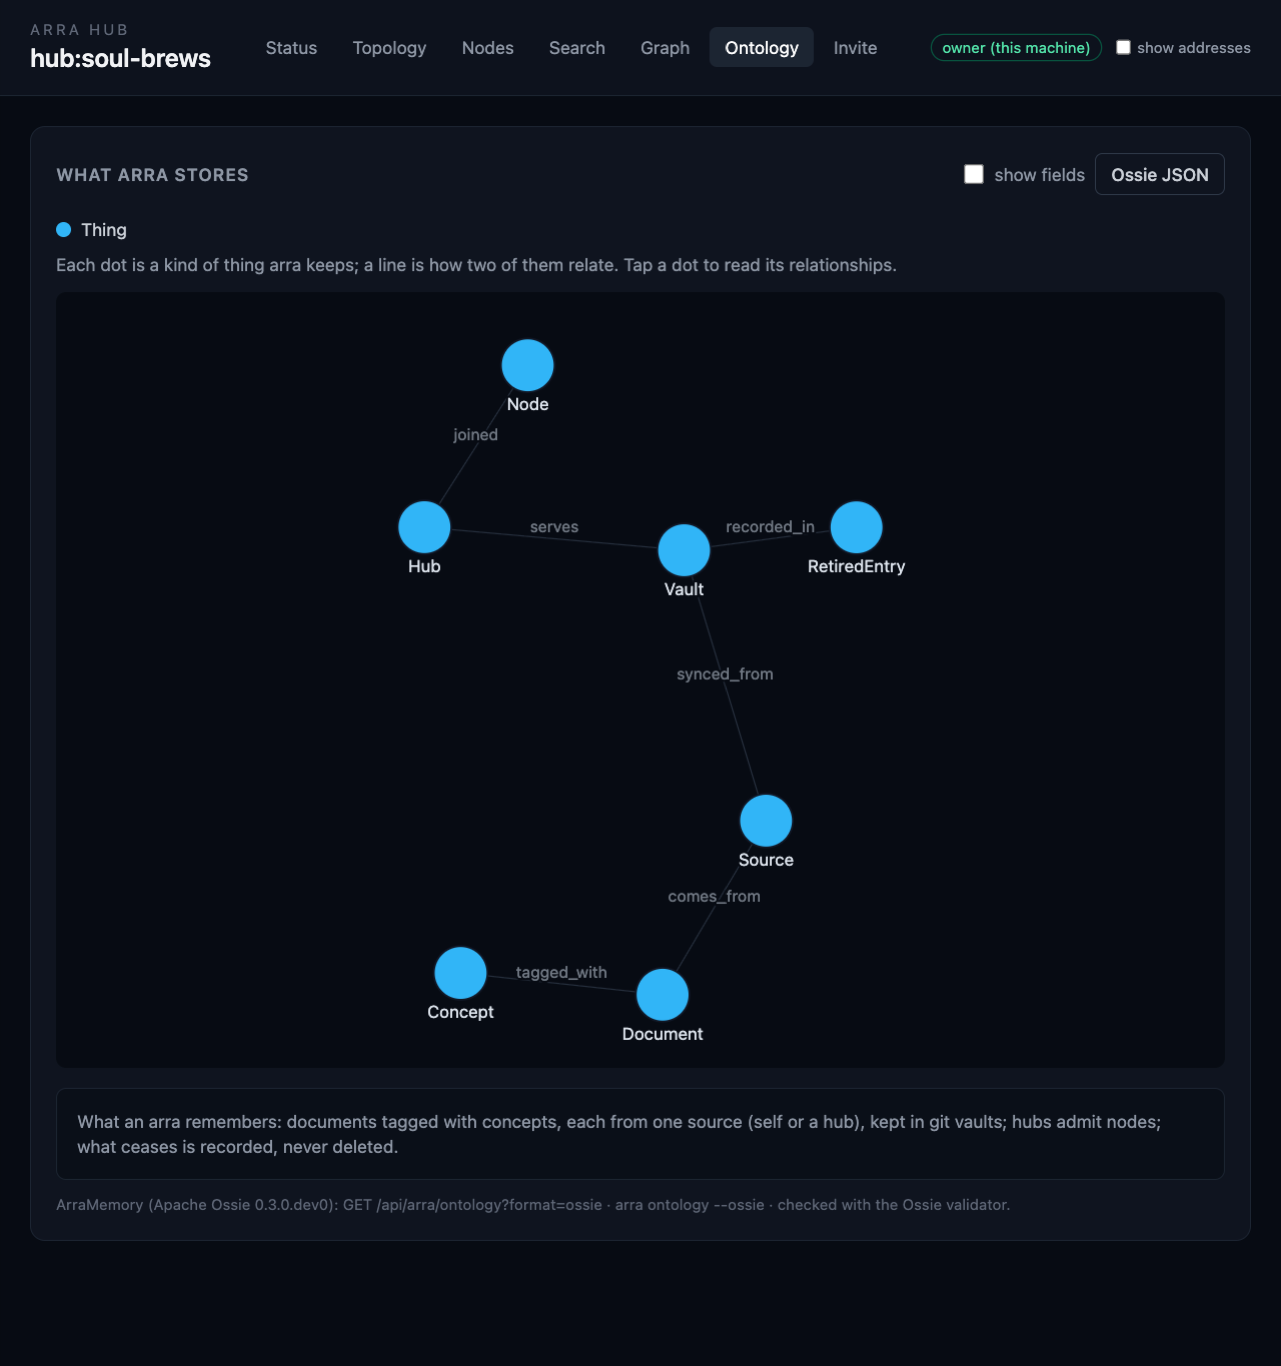 ARRA HUB
hub:soul-brews
Status
Topology
Nodes
Search
Graph
Ontology
Invite
owner (this machine)
show addresses
WHAT ARRA STORES
show fields
Ossie JSON
Thing
Each dot is a kind of thing arra keeps; a line is how two of them relate. Tap a dot to read its relationships.
Node
joined
Hub
serves
Vault
recorded_in
RetiredEntry
synced_from
Source
comes_from
Concept
tagged_with
Document
What an arra remembers: documents tagged with concepts, each from one source (self or a hub), kept in git vaults; hubs admit nodes;
what ceases is recorded, never deleted.
ArraMemory (Apache Ossie 0.3.0.dev0): GET /api/arra/ontology?format=ossie · arra ontology --ossie · checked with the Ossie validator.